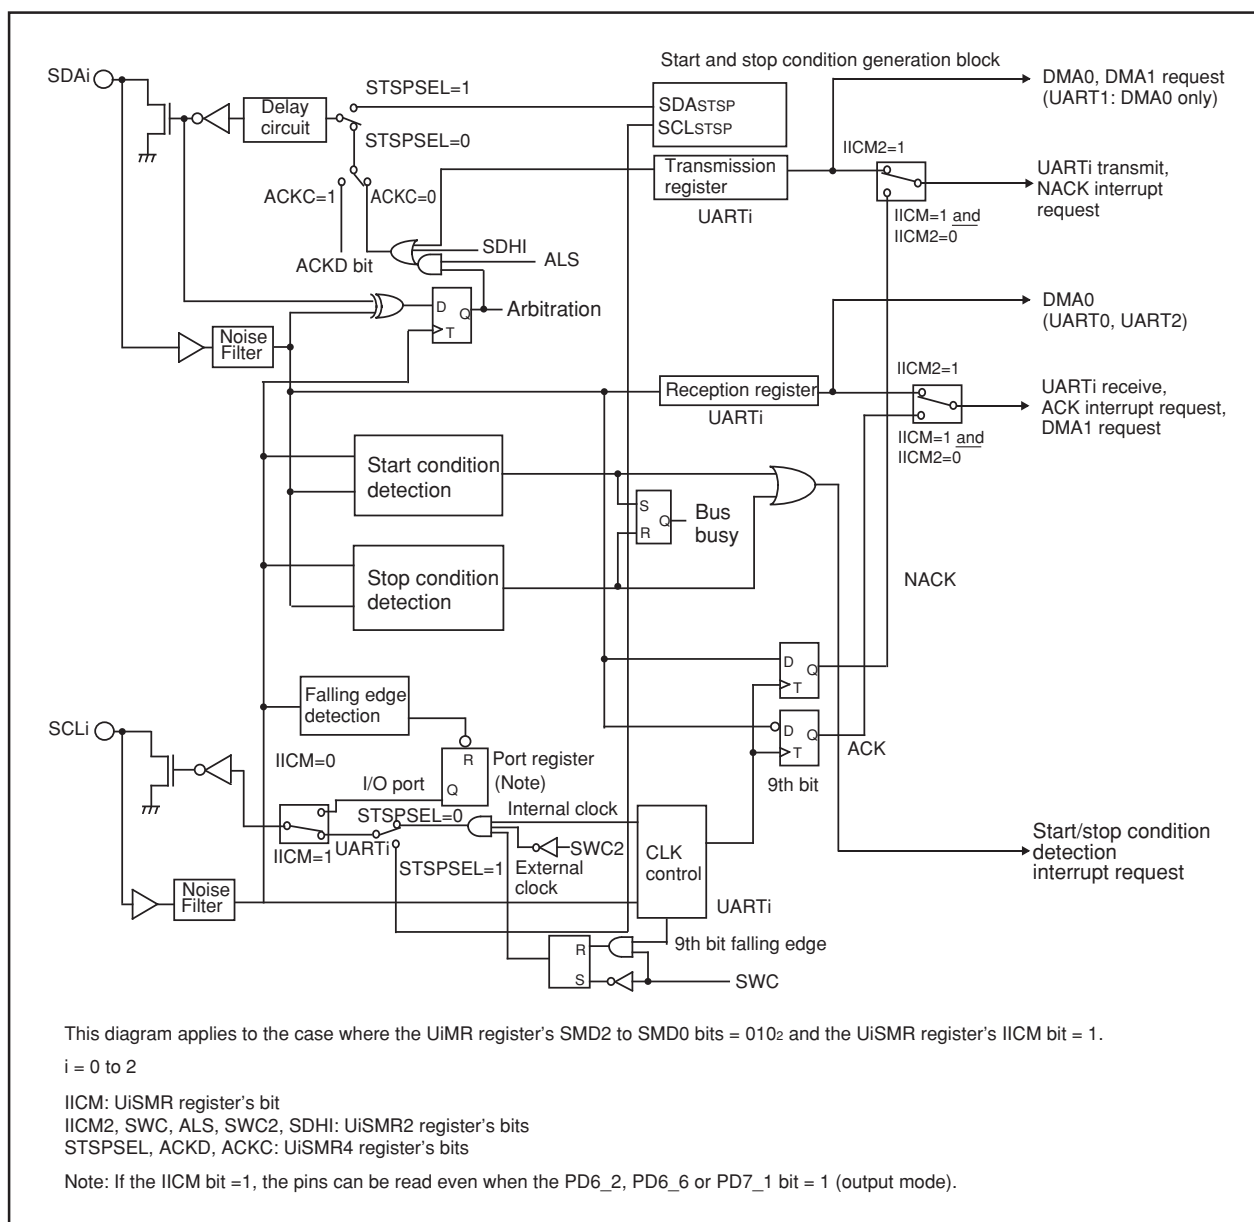 Start and stop condition generation block
SDAi
STSPSEL=1
Delay
circuit
STSPSEL=0
SDASTSP
SCLSTSP
DMA0, DMA1 request
(UART1: DMA0 only)
IICM2=1
Transmission
register
UARTi
UARTi transmit,
NACK interrupt
request
IICM=1 and
IICM2=0
ACKC=1
ACKC=0
ACKD bit
SDHI
ALS
D
Q
T
Arbitration
Noise
Filter
DMA0
(UART0, UART2)
IICM2=1
Reception register
UARTi
UARTi receive,
ACK interrupt request,
DMA1 request
IICM=1 and
IICM2=0
Start condition
detection
S
Q
R
Bus
busy
Stop condition
detection
NACK
D
Q
T
Falling edge
detection
SCLi
D
Q
T
ACK
9th bit
R
Q
Port register
(Note)
IICM=0
I/O port
STSPSEL=0
Internal clock
IICM=1
UARTi
STSPSEL=1
SWC2
External
clock
CLK
control
UARTi
Start/stop condition
detection
interrupt request
Noise
Filter
R
S
9th bit falling edge
SWC
This diagram applies to the case where the UiMR register's SMD2 to SMD0 bits = 0102 and the UiSMR register's IICM bit = 1.
i = 0 to 2
IICM: UiSMR register's bit
IICM2, SWC, ALS, SWC2, SDHI: UiSMR2 register's bits
STSPSEL, ACKD, ACKC: UiSMR4 register's bits
Note: If the IICM bit =1, the pins can be read even when the PD6_2, PD6_6 or PD7_1 bit = 1 (output mode).